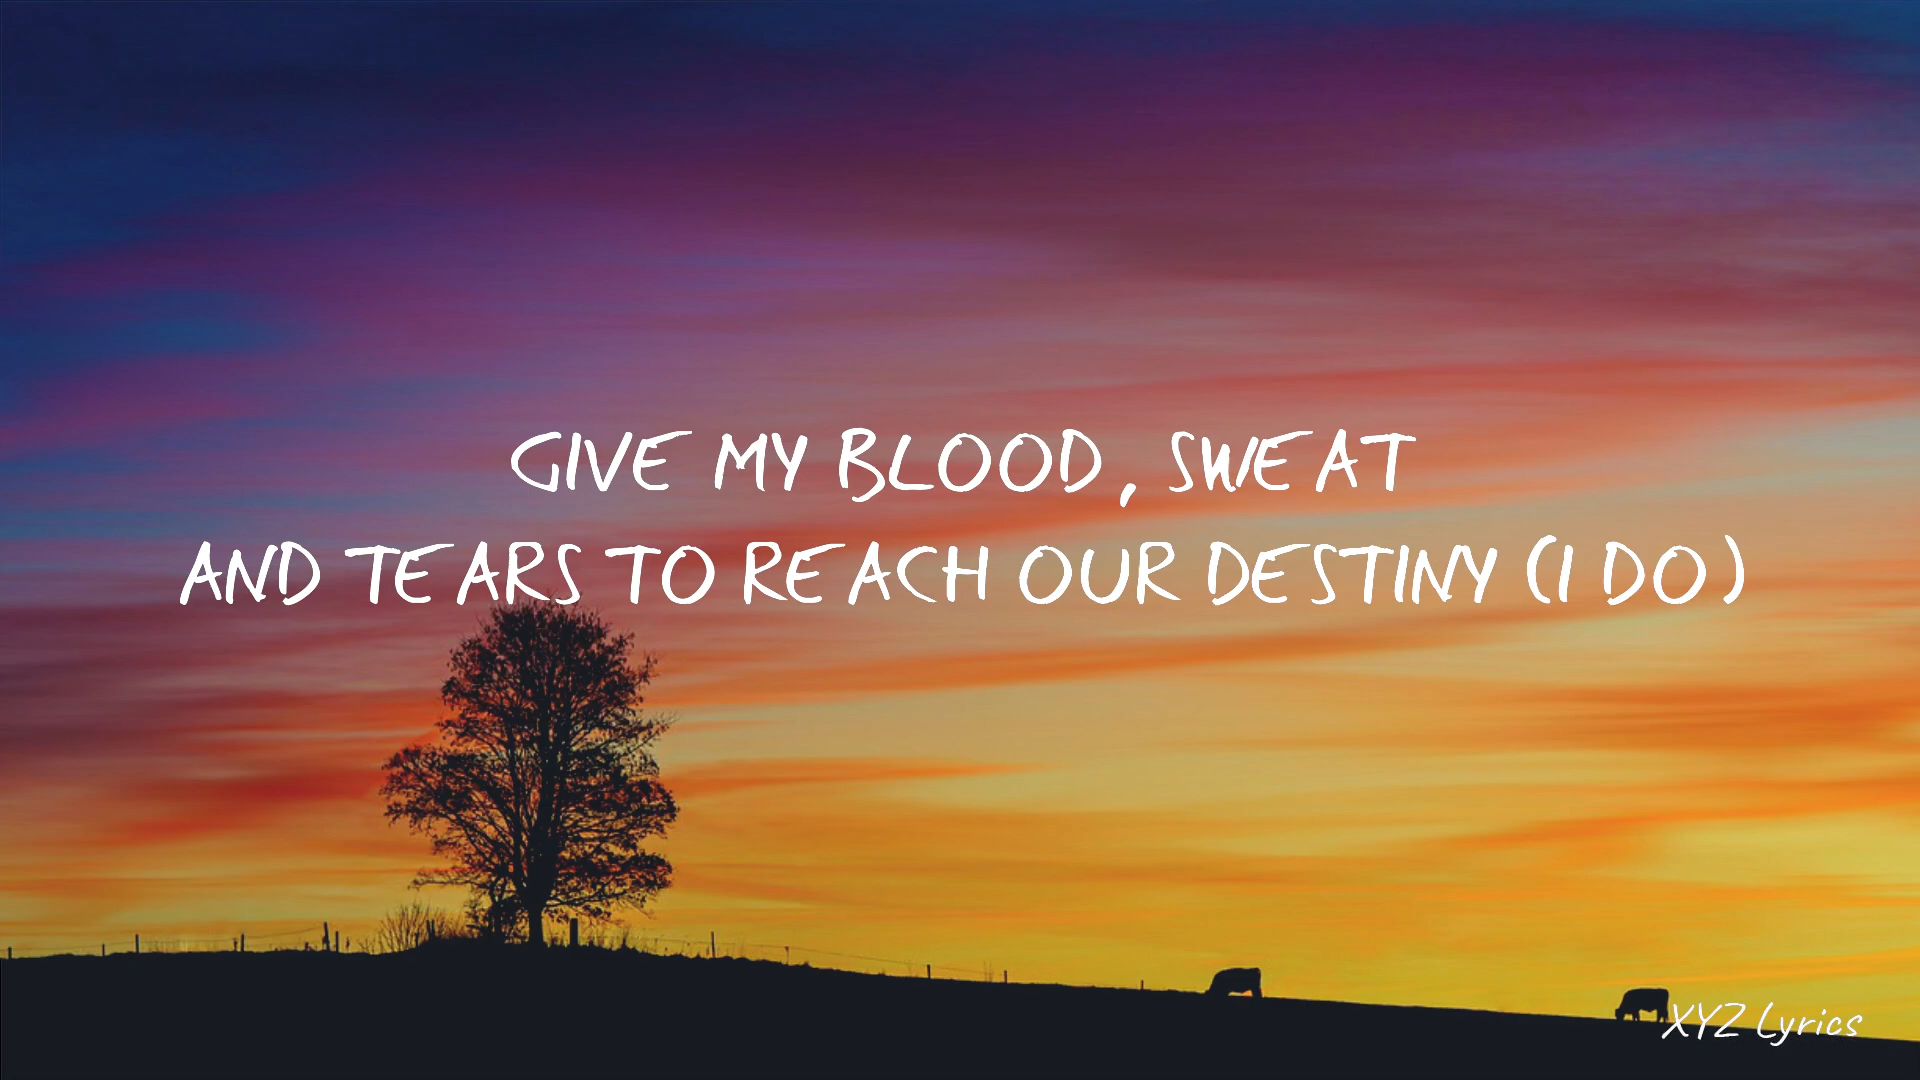 GIVE MY BLOOD, SWEAT
AND TEARS TO REACH OUR DESTINY (I DO)
XYZ Lyrics